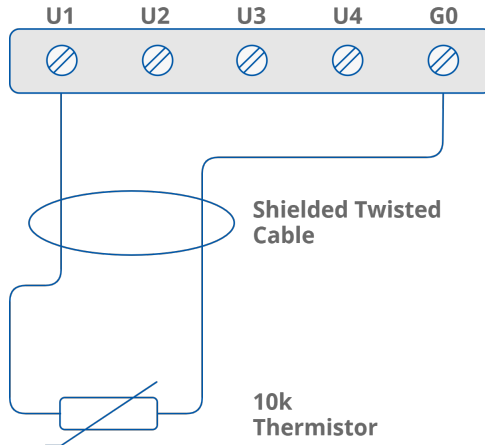 U1 U2 U3 U4 G0
Shielded Twisted
Cable
10k
Thermistor